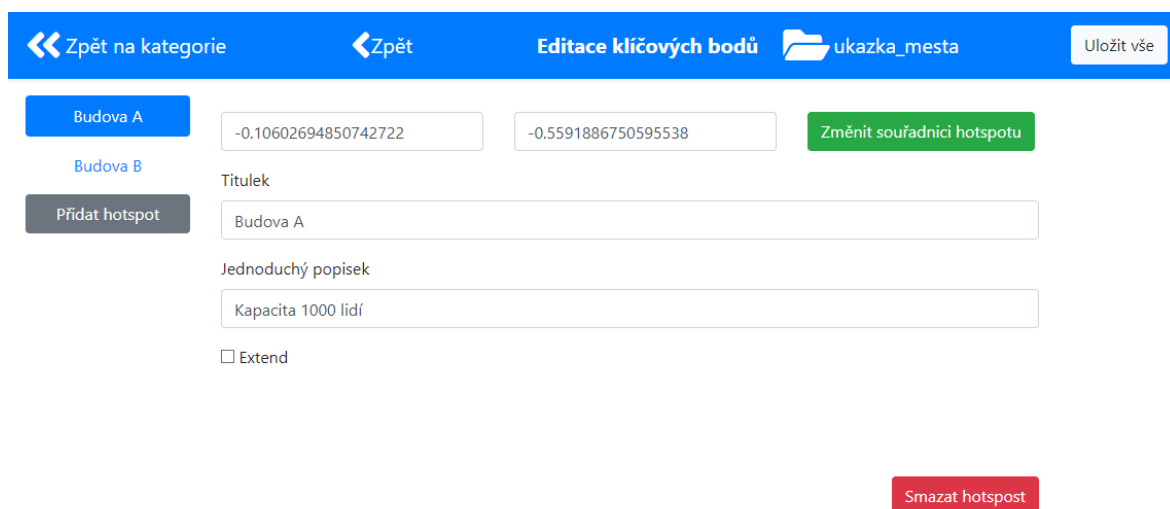 Zpět na kategorie Zpět Editace klíčových bodů ukazka_mesta Uložit vše
Budova A
-0.10602694850742722 -0.5591886750595538 Změnit souřadnici hotspotu
Budova B
Titulek
Přidat hotspot
Budova A
Jednoduchý popisek
Kapacita 1000 lidí
Extend
Smazat hotspost